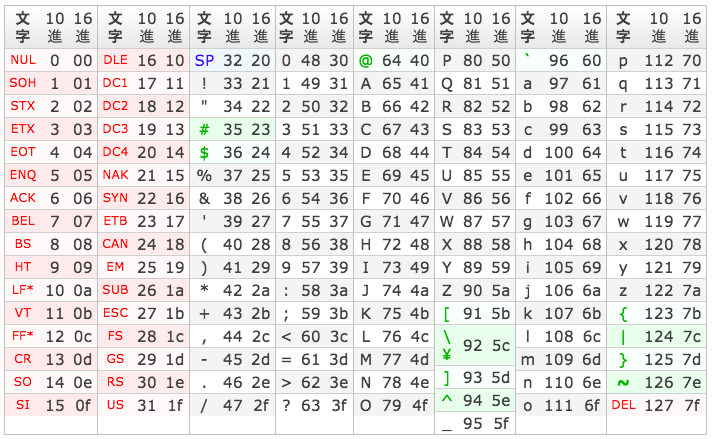 文字 10進 16進 文字 10進 16進 文字 10進 16進 文字 10進 16進 文字 10進 16進 文字 10進 16進 文字 10進 16進 文字 10進 16進
NUL 0 00 DLE 16 10 SP 32 20 0 48 30 @ 64 40 P 80 50 ` 96 60 p 112 70
SOH 1 01 DC1 17 11 ! 33 21 1 49 31 A 65 41 Q 81 51 a 97 61 q 113 71
STX 2 02 DC2 18 12 " 34 22 2 50 32 B 66 42 R 82 52 b 98 62 r 114 72
ETX 3 03 DC3 19 13 # 35 23 3 51 33 C 67 43 S 83 53 c 99 63 s 115 73
EOT 4 04 DC4 20 14 $ 36 24 4 52 34 D 68 44 T 84 54 d 100 64 t 116 74
ENQ 5 05 NAK 21 15 % 37 25 5 53 35 E 69 45 U 85 55 e 101 65 u 117 75
ACK 6 06 SYN 22 16 & 38 26 6 54 36 F 70 46 V 86 56 f 102 66 v 118 76
BEL 7 07 ETB 23 17 ' 39 27 7 55 37 G 71 47 W 87 57 g 103 67 w 119 77
BS 8 08 CAN 24 18 ( 40 28 8 56 38 H 72 48 X 88 58 h 104 68 x 120 78
HT 9 09 EM 25 19 ) 41 29 9 57 39 I 73 49 Y 89 59 i 105 69 y 121 79
LF* 10 0a SUB 26 1a * 42 2a : 58 3a J 74 4a Z 90 5a j 106 6a z 122 7a
VT 11 0b ESC 27 1b + 43 2b ; 59 3b K 75 4b [ 91 5b k 107 6b { 123 7b
FF* 12 0c FS 28 1c , 44 2c < 60 3c L 76 4c \ ¥ 92 5c l 108 6c | 124 7c
CR 13 0d GS 29 1d - 45 2d = 61 3d M 77 4d ] 93 5d m 109 6d } 125 7d
SO 14 0e RS 30 1e . 46 2e > 62 3e N 78 4e ^ 94 5e n 110 6e ~ 126 7e
SI 15 0f US 31 1f / 47 2f ? 63 3f O 79 4f _ 95 5f o 111 6f DEL 127 7f